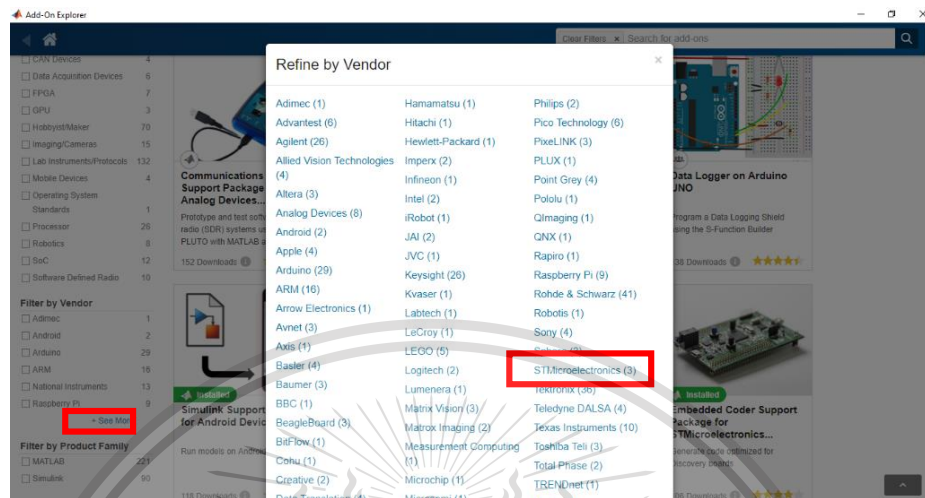 Add-On Explorer
Clear Filters × Search for add-ons
CAN Devices 4
Data Acquisition Devices 6
FPGA 7
GPU 3
Hobbyist/Maker 70
Imaging/Cameras 15
Lab Instruments/Protocols 132
Mobile Devices 4
Operating System
Standards 1
Processor 26
Robotics 8
SoC 12
Software Defined Radio 10
Filter by Vendor
Adimec 1
Android 2
Arduino 29
ARM 16
National Instruments 13
Raspberry Pi 9
+ See Mor
Filter by Product Family
MATLAB 221
Simulink 90
Communications
Support Package
Analog Devices...
Prototype and test softw
radio (SDR) systems us
PLUTO with MATLAB a
152 Downloads
Installed
Simulink Support
for Android Devic
Run models on Android
118 Downloads
Refine by Vendor ×
Adimec (1)
Advantest (6)
Agilent (26)
Allied Vision Technologies
(4)
Altera (3)
Analog Devices (8)
Android (2)
Apple (4)
Arduino (29)
ARM (16)
Arrow Electronics (1)
Avnet (3)
Axis (1)
Basler (4)
Baumer (3)
BBC (1)
BeagleBoard (3)
BitFlow (1)
Cohu (1)
Creative (2)
Data Translation
Hamamatsu (1)
Hitachi (1)
Hewlett-Packard (1)
Imperx (2)
Infineon (1)
Intel (2)
iRobot (1)
JAI (2)
JVC (1)
Keysight (26)
Kvaser (1)
Labtech (1)
LeCroy (1)
LEGO (5)
Logitech (2)
Lumenera (1)
Matrix Vision (3)
Matrox Imaging (2)
Measurement Computing
(1)
Microchip (1)
Philips (2)
Pico Technology (6)
PixeLINK (3)
PLUX (1)
Point Grey (4)
Pololu (1)
QImaging (1)
QNX (1)
Rapiro (1)
Raspberry Pi (9)
Rohde & Schwarz (41)
Robotis (1)
Sony (4)
STMicroelectronics (3)
Tektronix (36)
Teledyne DALSA (4)
Texas Instruments (10)
Toshiba Teli (3)
Total Phase (2)
TRENDnet (1)
Data Logger on Arduino
UNO
Program a Data Logging Shield
using the S-Function Builder
38 Downloads
Installed
Embedded Coder Support
Package for
STMicroelectronics...
Generate code optimized for
Discovery boards
Downloads